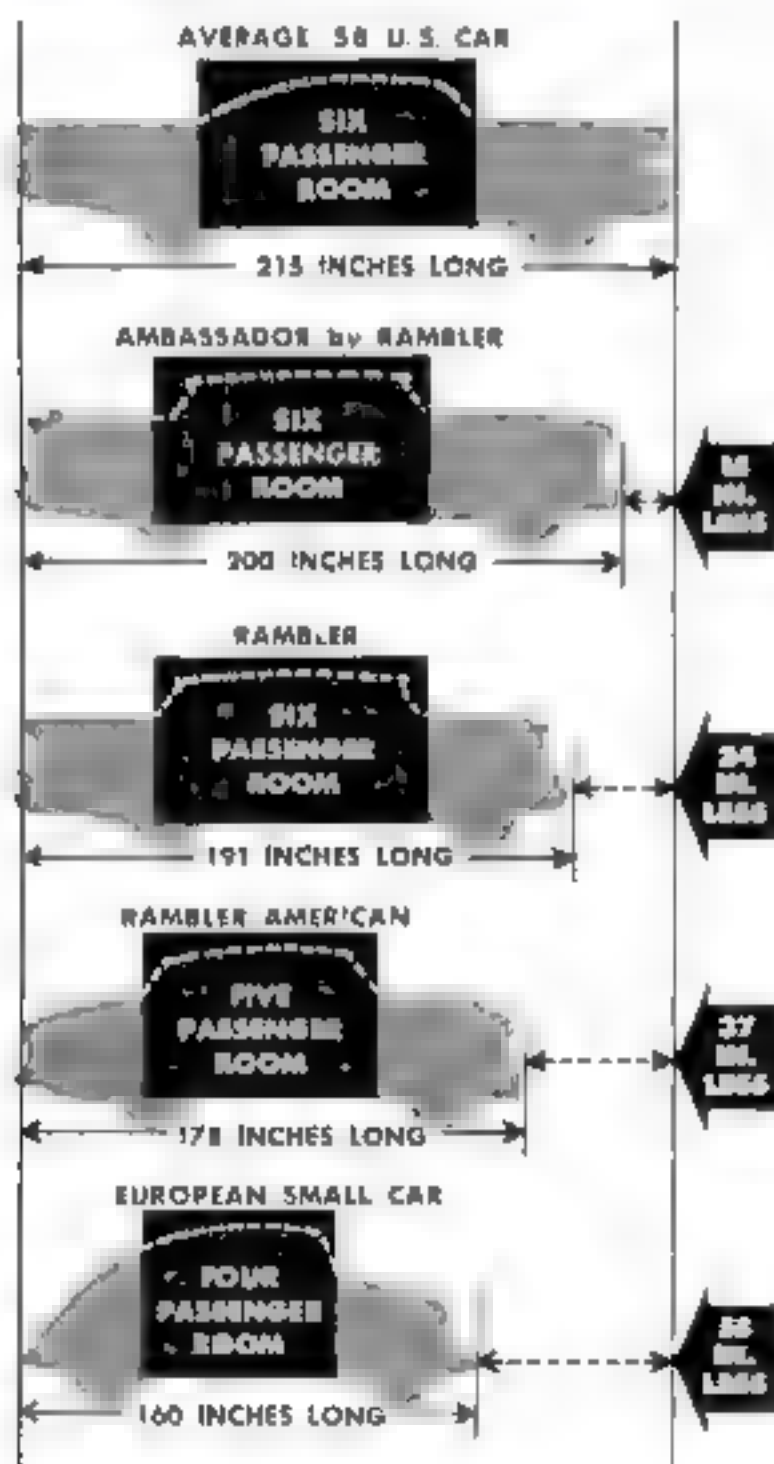 AVERAGE 58 U.S. CAR
SIX
PASSENGER
ROOM
215 INCHES LONG
AMBASSADOR by RAMBLER
SIX
PASSENGER
ROOM
15
IN.
LESS
200 INCHES LONG
RAMBLER
SIX
PASSENGER
ROOM
24
IN.
LESS
191 INCHES LONG
RAMBLER AMERICAN
FIVE
PASSENGER
ROOM
37
IN.
LESS
178 INCHES LONG
EUROPEAN SMALL CAR
FOUR
PASSENGER
ROOM
55
IN.
LESS
160 INCHES LONG